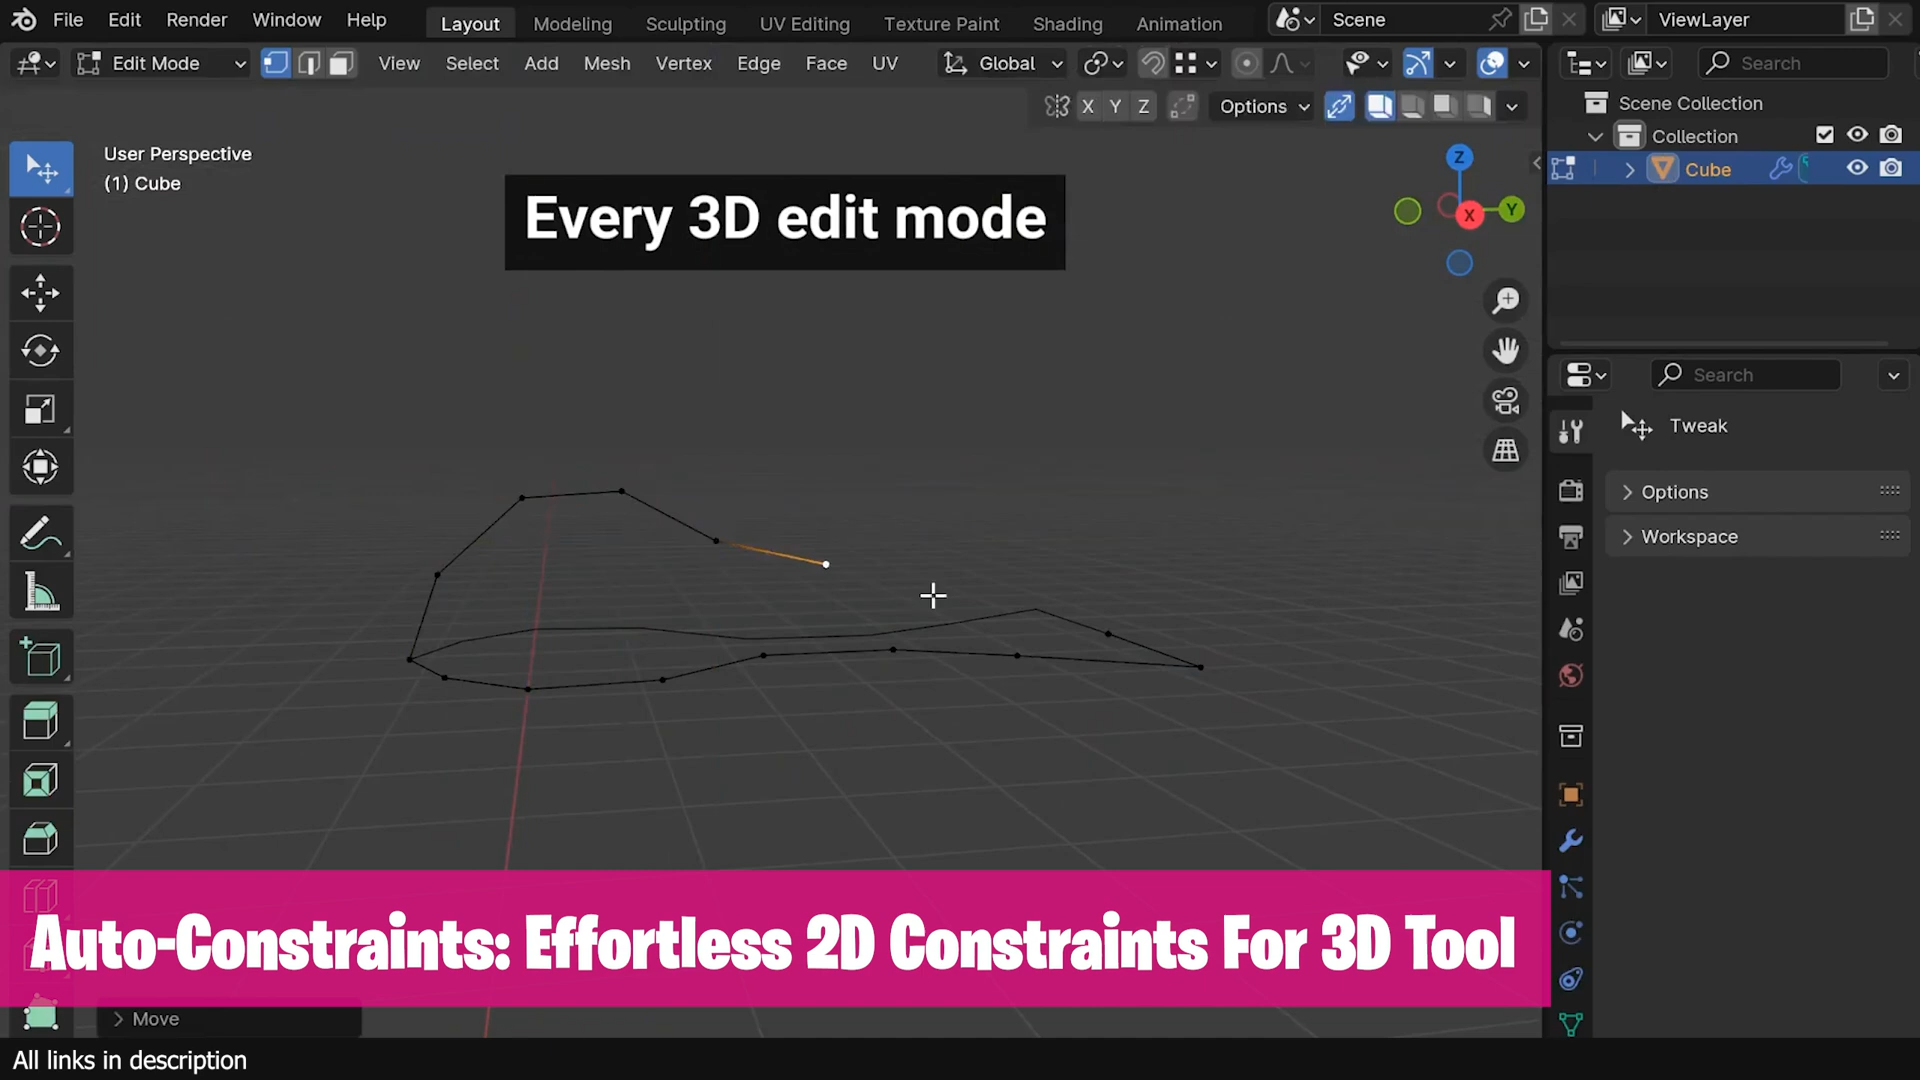 File Edit Render Window Help Layout Modeling Sculpting UV Editing Texture Paint Shading Animation Scene ViewLayer
Edit Mode View Select Add Mesh Vertex Edge Face UV Global Search
X Y Z Options
Scene Collection
Collection
Cube
User Perspective
(1) Cube
Z
X
Y
Every 3D edit mode
Search
Tweak
Options
Workspace
Auto-Constraints: Effortless 2D Constraints For 3D Tool
Move
All links in description